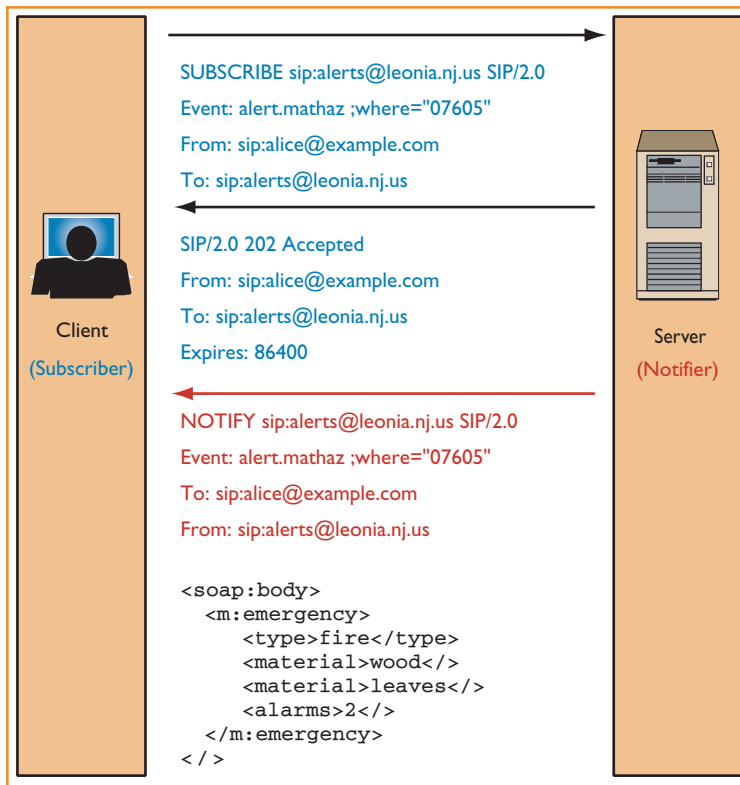 SUBSCRIBE sip:alerts@leonia.nj.us SIP/2.0
Event: alert.mathaz ;where="07605"
From: sip:alice@example.com
To: sip:alerts@leonia.nj.us
SIP/2.0 202 Accepted
From: sip:alice@example.com
To: sip:alerts@leonia.nj.us
Expires: 86400
Client
(Subscriber)
Server
(Notifier)
NOTIFY sip:alerts@leonia.nj.us SIP/2.0
Event: alert.mathaz ;where="07605"
To: sip:alice@example.com
From: sip:alerts@leonia.nj.us
<soap:body>
<m:emergency>
<type>fire</type>
<material>wood</>
<material>leaves</>
<alarms>2</>
</m:emergency>
</>